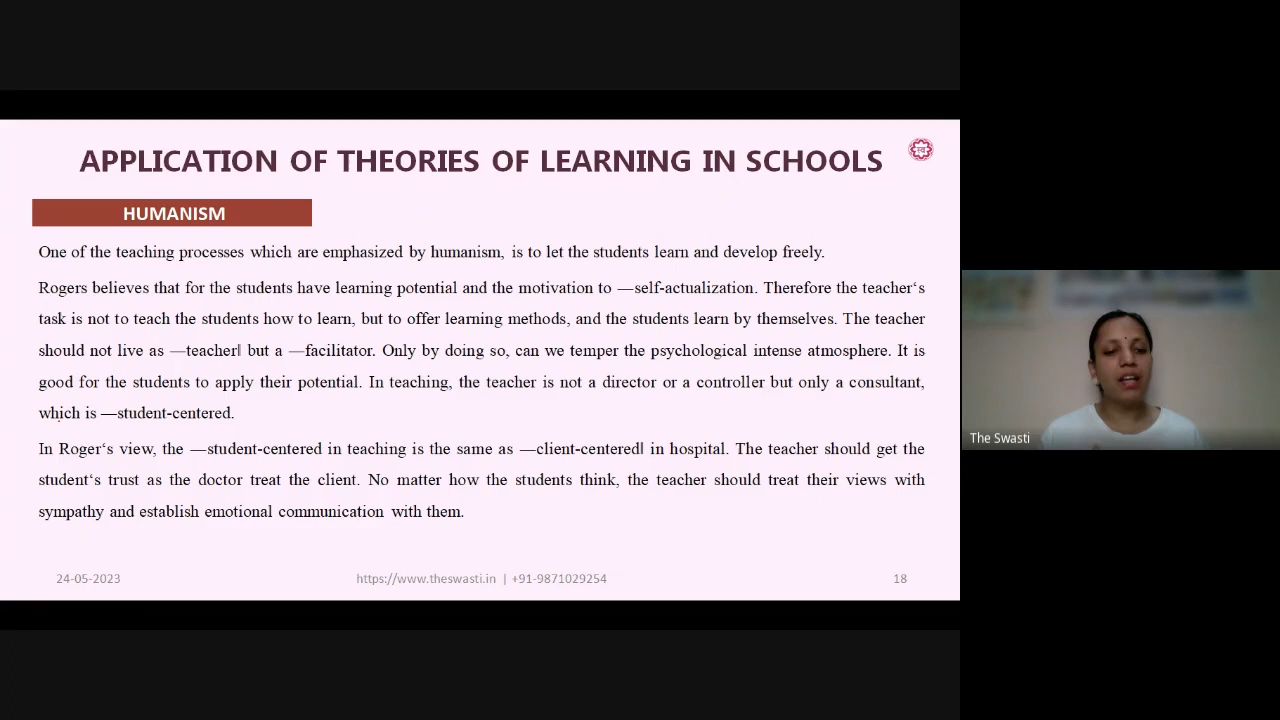 APPLICATION OF THEORIES OF LEARNING IN SCHOOLS
HUMANISM
One of the teaching processes which are emphasized by humanism, is to let the students learn and develop freely.
Rogers believes that for the students have learning potential and the motivation to ―self-actualization. Therefore the teacher‘s
task is not to teach the students how to learn, but to offer learning methods, and the students learn by themselves. The teacher
should not live as ―teacher‖ but a ―facilitator. Only by doing so, can we temper the psychological intense atmosphere. It is
good for the students to apply their potential. In teaching, the teacher is not a director or a controller but only a consultant,
which is ―student-centered.
In Roger‘s view, the ―student-centered in teaching is the same as ―client-centered‖ in hospital. The teacher should get the
student‘s trust as the doctor treat the client. No matter how the students think, the teacher should treat their views with
sympathy and establish emotional communication with them.
24-05-2023
https://www.theswasti.in | +91-9871029254
18
The Swasti